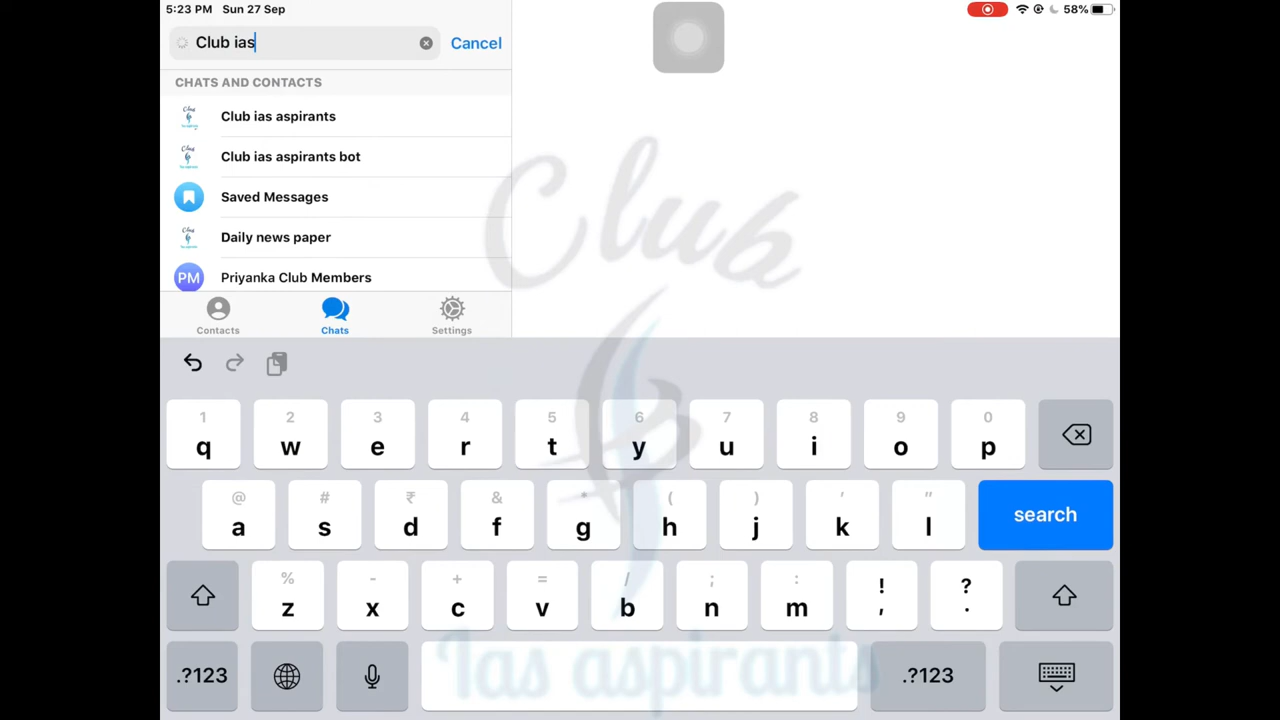 5:23 PM Sun 27 Sep
58%
Club ias
Cancel
CHATS AND CONTACTS
Club ias aspirants
Club ias aspirants bot
Saved Messages
Daily news paper
PM Priyanka Club Members
Contacts Chats Settings
Club
1 2 3 4 5 6 7 8 9 0
q w e r t y u i o p
@ # ₹ & * ( ) ' "
a s d f g h j k l search
% - + = / ; : ! ?
z x c v b n m , .
.?123 .?123
Ias aspirants